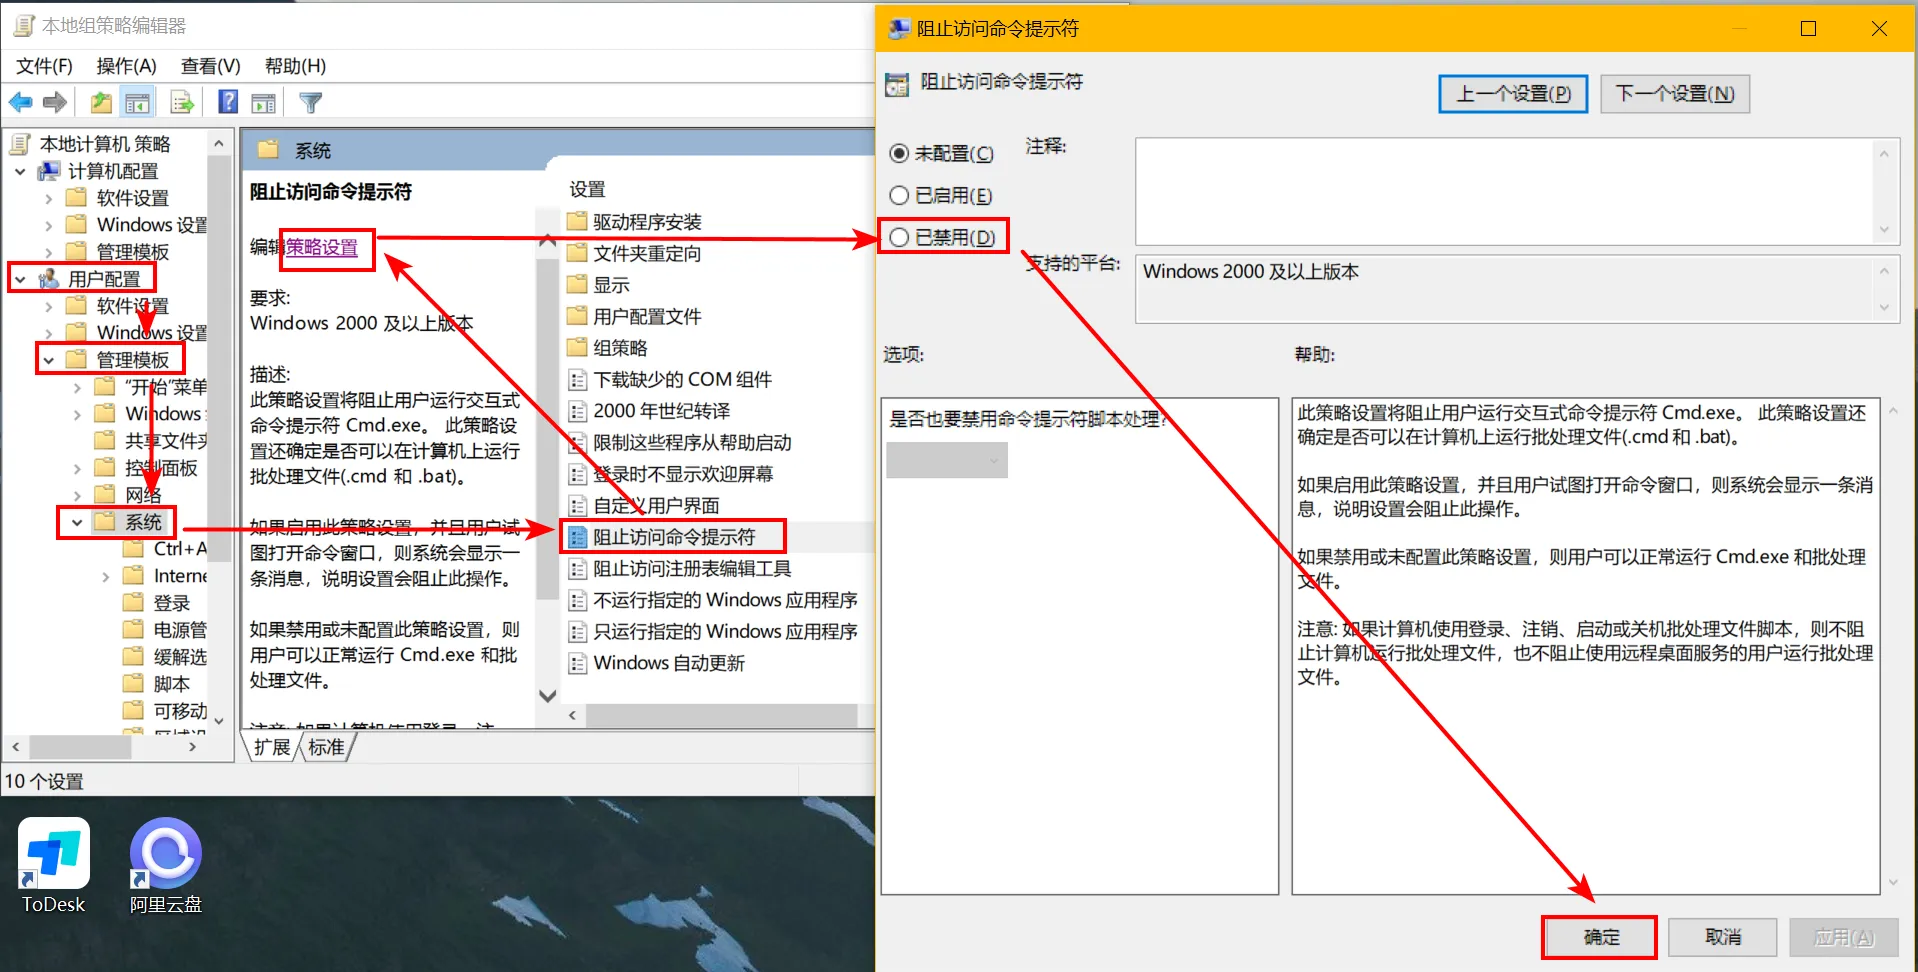 本地组策略编辑器
文件(F)
操作(A)
查看(V)
帮助(H)
本地计算机 策略
计算机配置
软件设置
Windows 设置
管理模板
用户配置
软件设置
Windows 设置
管理模板
“开始”菜单
Windows
共享文件夹
控制面板
网络
系统
Ctrl+A
Interne
登录
电源管
缓解选
脚本
可移动
系统
阻止访问命令提示符
编辑策略设置
要求:
Windows 2000 及以上版本
描述:
此策略设置将阻止用户运行交互式
命令提示符 Cmd.exe。 此策略设
置还确定是否可以在计算机上运行
批处理文件(.cmd 和 .bat)。
如果启用此策略设置，并且用户试
图打开命令窗口，则系统会显示一
条消息，说明设置会阻止此操作。
如果禁用或未配置此策略设置，则
用户可以正常运行 Cmd.exe 和批
处理文件。
注意: 如果计算机使用登录、注
设置
驱动程序安装
文件夹重定向
显示
用户配置文件
组策略
下载缺少的 COM 组件
2000 年世纪转译
限制这些程序从帮助启动
登录时不显示欢迎屏幕
自定义用户界面
阻止访问命令提示符
阻止访问注册表编辑工具
不运行指定的 Windows 应用程序
只运行指定的 Windows 应用程序
Windows 自动更新
扩展
标准
10 个设置
ToDesk
阿里云盘
阻止访问命令提示符
阻止访问命令提示符
上一个设置(P)
下一个设置(N)
未配置(C)
已启用(E)
已禁用(D)
注释:
支持的平台:
Windows 2000 及以上版本
选项:
帮助:
是否也要禁用命令提示符脚本处理?
此策略设置将阻止用户运行交互式命令提示符 Cmd.exe。 此策略设置还
确定是否可以在计算机上运行批处理文件(.cmd 和 .bat)。
如果启用此策略设置，并且用户试图打开命令窗口，则系统会显示一条消
息，说明设置会阻止此操作。
如果禁用或未配置此策略设置，则用户可以正常运行 Cmd.exe 和批处理
文件。
注意: 如果计算机使用登录、注销、启动或关机批处理文件脚本，则不阻
止计算机运行批处理文件，也不阻止使用远程桌面服务的用户运行批处理
文件。
确定
取消
应用(A)